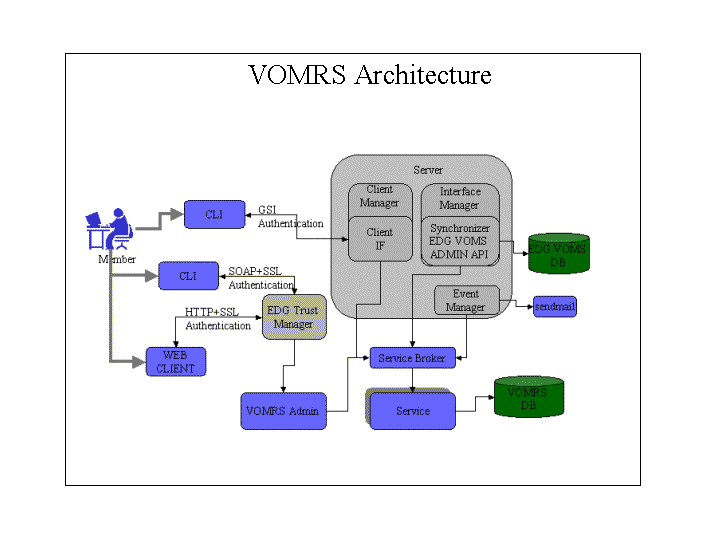 VOMRS Architecture
Server
Client
Manager
Interface
Manager
CLI
GSI
Authentication
Client
IF
Synchronizer
EDG VOMS
ADMIN API
EDG VOMS
DB
Member
CLI
SOAP+SSL
Authentication
HTTP+SSL
Authentication
EDG Trust
Manager
Event
Manager
sendmail
WEB
CLIENT
Service Broker
VOMRS Admin
Service
VOMRS
DB